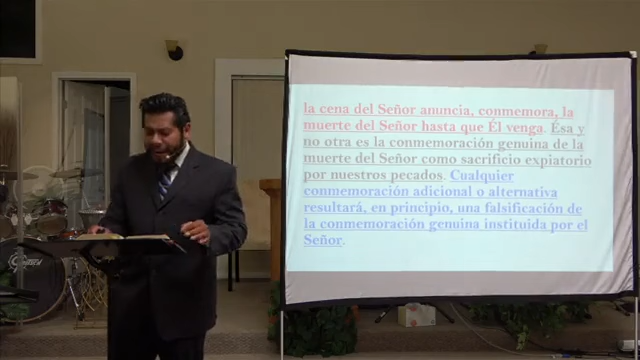 la cena del Señor anuncia, conmemora, la
muerte del Señor hasta que Él venga. Ésa y
no otra es la conmemoración genuina de la
muerte del Señor como sacrificio expiatorio
por nuestros pecados. Cualquier
conmemoración adicional o alternativa
resultará, en principio, una falsificación de
la conmemoración genuina instituida por el
Señor.